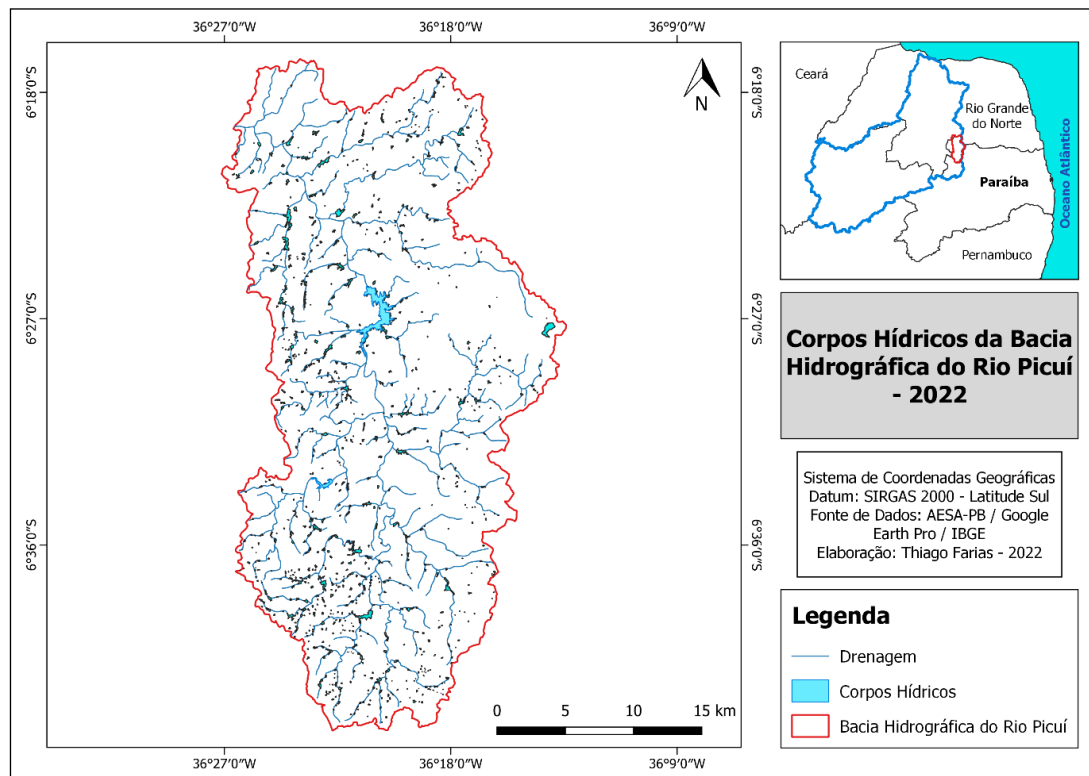 36°27'0"W
36°18'0"W
36°9'0"W
6°18'0"S
6°27'0"S
6°36'0"S
N
0 5 10 15 km
6°18'0"S
6°27'0"S
6°36'0"S
36°27'0"W
36°18'0"W
36°9'0"W
Ceará
Rio Grande
do Norte
Paraíba
Pernambuco
Oceano Atlântico
Corpos Hídricos da Bacia
Hidrográfica do Rio Picuí
- 2022
Sistema de Coordenadas Geográficas
Datum: SIRGAS 2000 - Latitude Sul
Fonte de Dados: AESA-PB / Google
Earth Pro / IBGE
Elaboração: Thiago Farias - 2022
Legenda
Drenagem
Corpos Hídricos
Bacia Hidrográfica do Rio Picuí